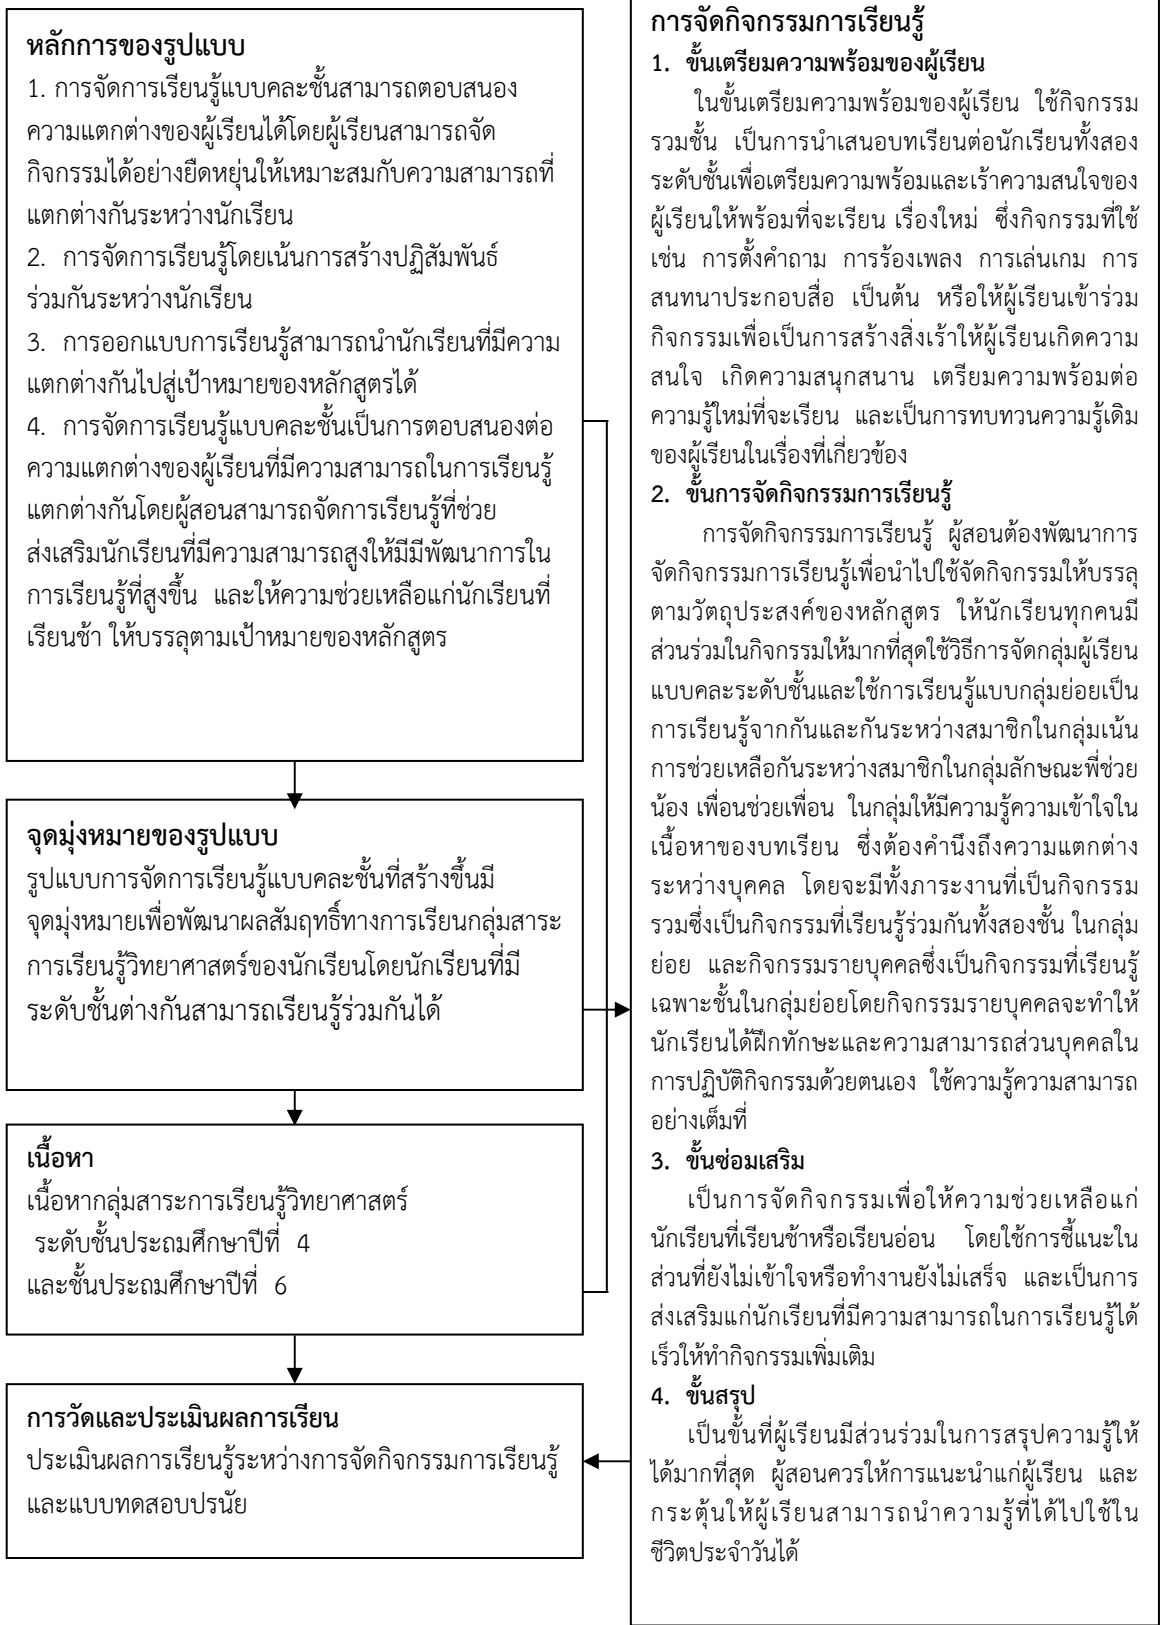 หลักการของรูปแบบ
1. การจัดการเรียนรู้แบบคละชั้นสามารถตอบสนอง
ความแตกต่างของผู้เรียนได้โดยผู้เรียนสามารถจัด
กิจกรรมได้อย่างยืดหยุ่นให้เหมาะสมกับความสามารถที่
แตกต่างกันระหว่างนักเรียน
2. การจัดการเรียนรู้โดยเน้นการสร้างปฏิสัมพันธ์
ร่วมกันระหว่างนักเรียน
3. การออกแบบการเรียนรู้สามารถนำนักเรียนที่มีความ
แตกต่างกันไปสู่เป้าหมายของหลักสูตรได้
4. การจัดการเรียนรู้แบบคละชั้นเป็นการตอบสนองต่อ
ความแตกต่างของผู้เรียนที่มีความสามารถในการเรียนรู้
แตกต่างกันโดยผู้สอนสามารถจัดการเรียนรู้ที่ช่วย
ส่งเสริมนักเรียนที่มีความสามารถสูงให้มีมีพัฒนาการใน
การเรียนรู้ที่สูงขึ้น และให้ความช่วยเหลือแก่นักเรียนที่
เรียนช้า ให้บรรลุตามเป้าหมายของหลักสูตร
จุดมุ่งหมายของรูปแบบ
รูปแบบการจัดการเรียนรู้แบบคละชั้นที่สร้างขึ้นมี
จุดมุ่งหมายเพื่อพัฒนาผลสัมฤทธิ์ทางการเรียนกลุ่มสาระ
การเรียนรู้วิทยาศาสตร์ของนักเรียนโดยนักเรียนที่มี
ระดับชั้นต่างกันสามารถเรียนรู้ร่วมกันได้
เนื้อหา
เนื้อหากลุ่มสาระการเรียนรู้วิทยาศาสตร์
ระดับชั้นประถมศึกษาปีที่ 4
และชั้นประถมศึกษาปีที่ 6
การวัดและประเมินผลการเรียน
ประเมินผลการเรียนรู้ระหว่างการจัดกิจกรรมการเรียนรู้
และแบบทดสอบปรนัย
การจัดกิจกรรมการเรียนรู้
1. ขั้นเตรียมความพร้อมของผู้เรียน
ในขั้นเตรียมความพร้อมของผู้เรียน ใช้กิจกรรม
รวมชั้น เป็นการนำเสนอบทเรียนต่อนักเรียนทั้งสอง
ระดับชั้นเพื่อเตรียมความพร้อมและเร้าความสนใจของ
ผู้เรียนให้พร้อมที่จะเรียน เรื่องใหม่ ซึ่งกิจกรรมที่ใช้
เช่น การตั้งคำถาม การร้องเพลง การเล่นเกม การ
สนทนาประกอบสื่อ เป็นต้น หรือให้ผู้เรียนเข้าร่วม
กิจกรรมเพื่อเป็นการสร้างสิ่งเร้าให้ผู้เรียนเกิดความ
สนใจ เกิดความสนุกสนาน เตรียมความพร้อมต่อ
ความรู้ใหม่ที่จะเรียน และเป็นการทบทวนความรู้เดิม
ของผู้เรียนในเรื่องที่เกี่ยวข้อง
2. ขั้นการจัดกิจกรรมการเรียนรู้
การจัดกิจกรรมการเรียนรู้ ผู้สอนต้องพัฒนาการ
จัดกิจกรรมการเรียนรู้เพื่อนำไปใช้จัดกิจกรรมให้บรรลุ
ตามวัตถุประสงค์ของหลักสูตร ให้นักเรียนทุกคนมี
ส่วนร่วมในกิจกรรมให้มากที่สุดใช้วิธีการจัดกลุ่มผู้เรียน
แบบคละระดับชั้นและใช้การเรียนรู้แบบกลุ่มย่อยเป็น
การเรียนรู้จากกันและกันระหว่างสมาชิกในกลุ่มเน้น
การช่วยเหลือกันระหว่างสมาชิกในกลุ่มลักษณะพี่ช่วย
น้อง เพื่อนช่วยเพื่อน ในกลุ่มให้มีความรู้ความเข้าใจใน
เนื้อหาของบทเรียน ซึ่งต้องคำนึงถึงความแตกต่าง
ระหว่างบุคคล โดยจะมีทั้งภาระงานที่เป็นกิจกรรม
รวมซึ่งเป็นกิจกรรมที่เรียนรู้ร่วมกันทั้งสองชั้น ในกลุ่ม
ย่อย และกิจกรรมรายบุคคลซึ่งเป็นกิจกรรมที่เรียนรู้
เฉพาะชั้นในกลุ่มย่อยโดยกิจกรรมรายบุคคลจะทำให้
นักเรียนได้ฝึกทักษะและความสามารถส่วนบุคคลใน
การปฏิบัติกิจกรรมด้วยตนเอง ใช้ความรู้ความสามารถ
อย่างเต็มที่
3. ขั้นซ่อมเสริม
เป็นการจัดกิจกรรมเพื่อให้ความช่วยเหลือแก่
นักเรียนที่เรียนช้าหรือเรียนอ่อน โดยใช้การชี้แนะใน
ส่วนที่ยังไม่เข้าใจหรือทำงานยังไม่เสร็จ และเป็นการ
ส่งเสริมแก่นักเรียนที่มีความสามารถในการเรียนรู้ได้
เร็วให้ทำกิจกรรมเพิ่มเติม
4. ขั้นสรุป
เป็นขั้นที่ผู้เรียนมีส่วนร่วมในการสรุปความรู้ให้
ได้มากที่สุด ผู้สอนควรให้การแนะนำแก่ผู้เรียน และ
กระตุ้นให้ผู้เรียนสามารถนำความรู้ที่ได้ไปใช้ใน
ชีวิตประจำวันได้